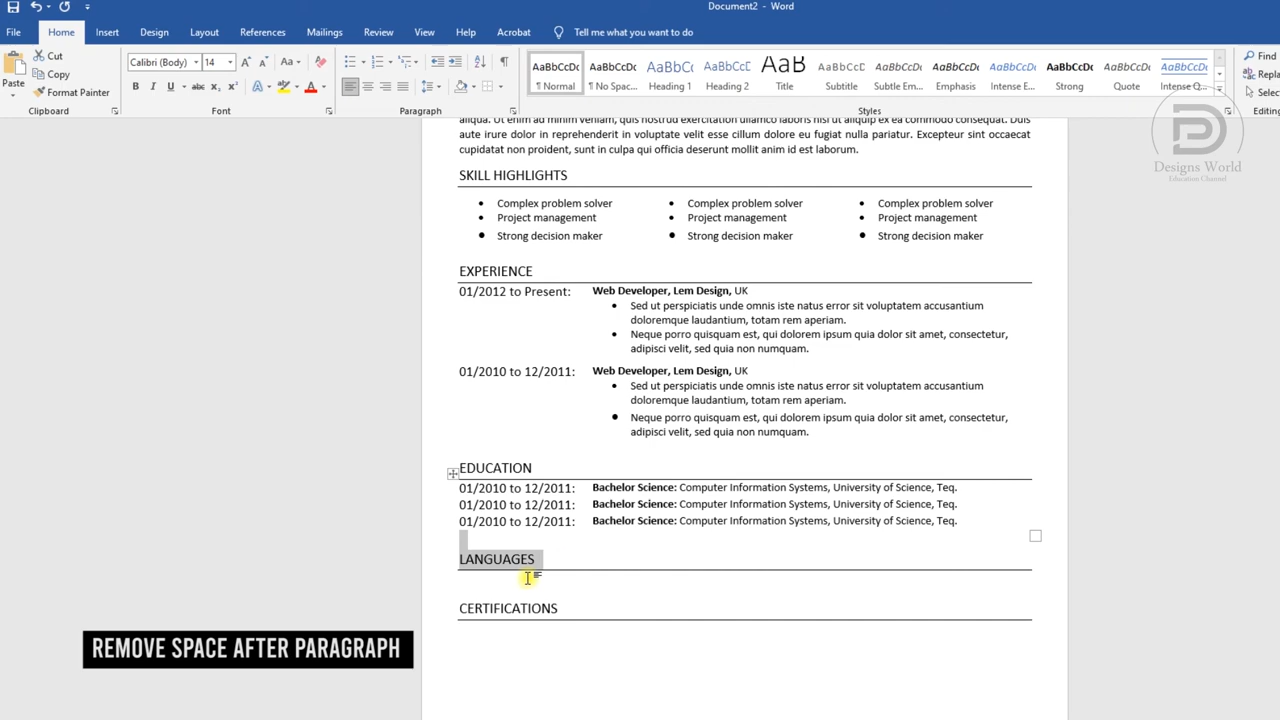 Document2 - Word
File Home Insert Design Layout References Mailings Review View Help Acrobat Tell me what you want to do
Paste Cut Copy Format Painter Clipboard
Calibri (Body) 14 Aa B I U abc x₂ x² A A Font
Paragraph
AaBbCcDc AaBbCcDc AaBbCc AaBbCcD AaB AaBbCcD AaBbCcDt AaBbCcDt AaBbCcDt AaBbCcDc AaBbCcDt AaBbCcDt
¶ Normal ¶ No Spac... Heading 1 Heading 2 Title Subtitle Subtle Em... Emphasis Intense E... Strong Quote Intense Q...
Styles
Find
Repla
Selec
Editing
Designs World
Education Channel
aliqua. Ut enim ad minim veniam, quis nostrud exercitation ullamco laboris nisi ut aliquip ex ea commodo consequat. Duis
aute irure dolor in reprehenderit in voluptate velit esse cillum dolore eu fugiat nulla pariatur. Excepteur sint occaecat
cupidatat non proident, sunt in culpa qui officia deserunt mollit anim id est laborum.
SKILL HIGHLIGHTS
• Complex problem solver • Complex problem solver • Complex problem solver
• Project management • Project management • Project management
• Strong decision maker • Strong decision maker • Strong decision maker
EXPERIENCE
01/2012 to Present: Web Developer, Lem Design, UK
• Sed ut perspiciatis unde omnis iste natus error sit voluptatem accusantium
doloremque laudantium, totam rem aperiam.
• Neque porro quisquam est, qui dolorem ipsum quia dolor sit amet, consectetur,
adipisci velit, sed quia non numquam.
01/2010 to 12/2011: Web Developer, Lem Design, UK
• Sed ut perspiciatis unde omnis iste natus error sit voluptatem accusantium
doloremque laudantium, totam rem aperiam.
• Neque porro quisquam est, qui dolorem ipsum quia dolor sit amet, consectetur,
adipisci velit, sed quia non numquam.
EDUCATION
01/2010 to 12/2011: Bachelor Science: Computer Information Systems, University of Science, Teq.
01/2010 to 12/2011: Bachelor Science: Computer Information Systems, University of Science, Teq.
01/2010 to 12/2011: Bachelor Science: Computer Information Systems, University of Science, Teq.
LANGUAGES
CERTIFICATIONS
REMOVE SPACE AFTER PARAGRAPH